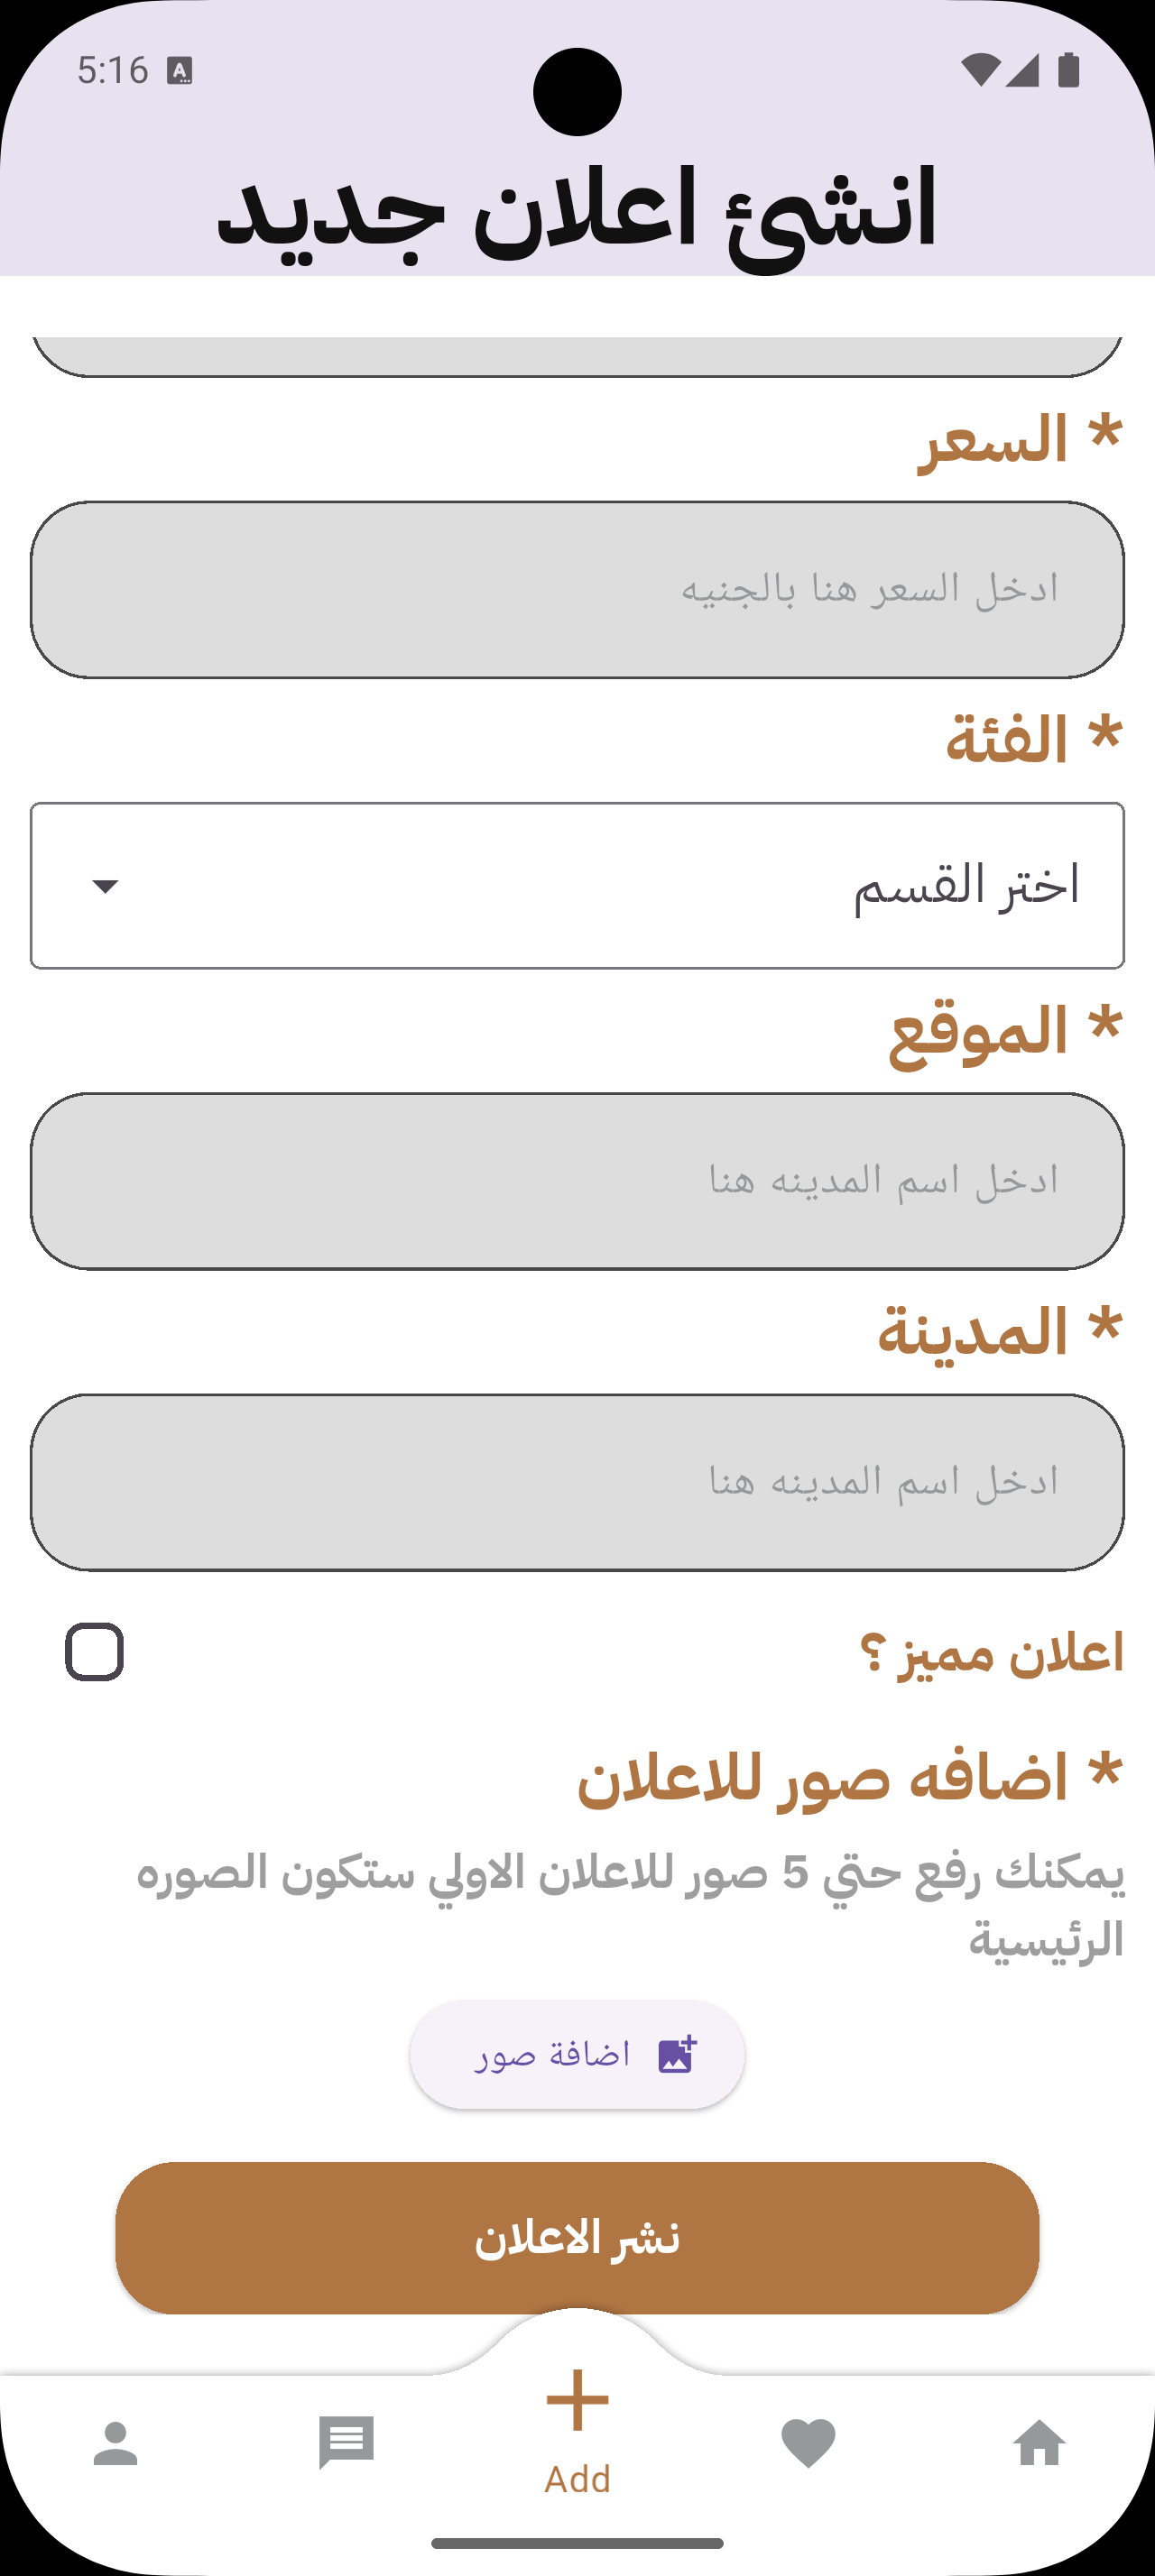 5:16
انشئ اعلان جديد
* السعر
ادخل السعر هنا بالجنيه
* الفئة
اختر القسم
* الموقع
ادخل اسم المدينه هنا
* المدينة
ادخل اسم المدينه هنا
اعلان مميز ؟
* اضافه صور للاعلان
يمكنك رفع حتي 5 صور للاعلان الاولي ستكون الصوره
الرئيسية
اضافة صور
نشر الاعلان
Add